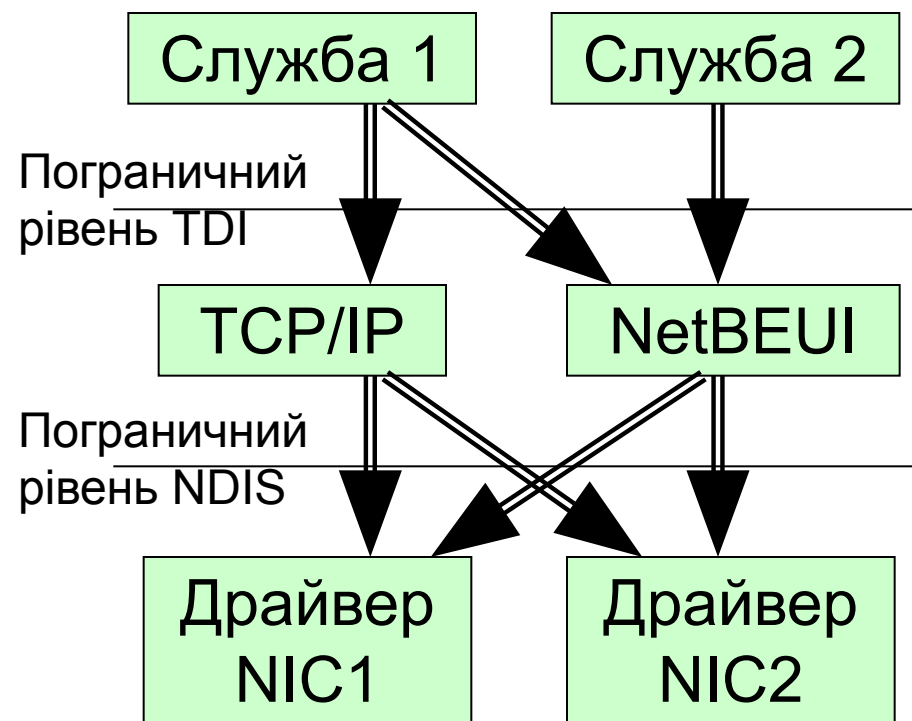 Служба 1
Служба 2
Пограничний
рівень TDI
TCP/IP
NetBEUI
Пограничний
рівень NDIS
Драйвер
NIC1
Драйвер
NIC2